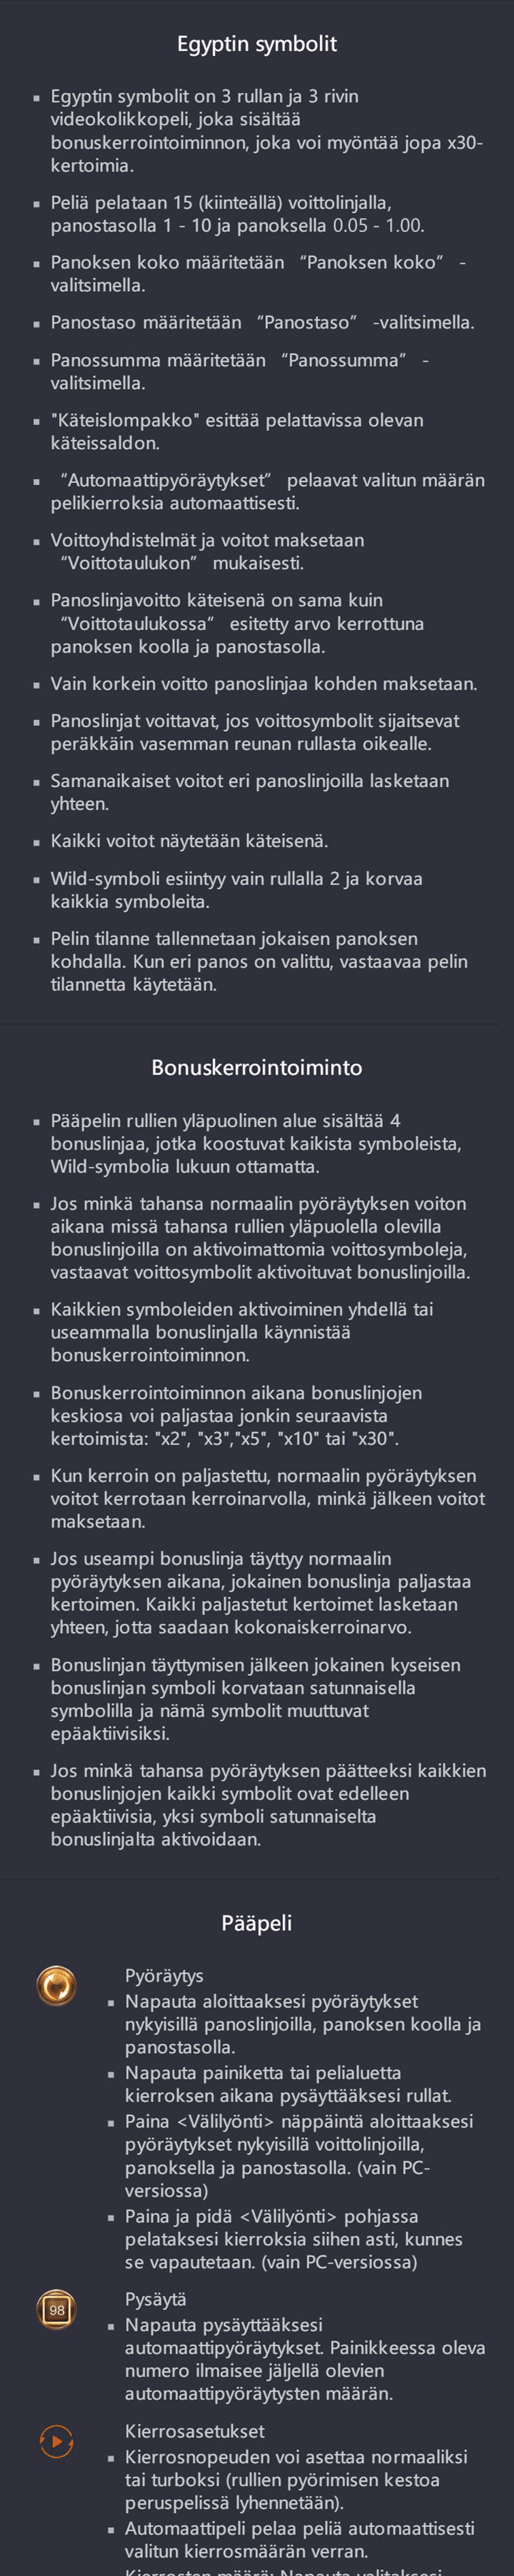 Egyptin symbolit
▪ Egyptin symbolit on 3 rullan ja 3 rivin
videokolikkopeli, joka sisältää
bonuskerrointoiminnon, joka voi myöntää jopa x30-
kertoimia.
▪ Peliä pelataan 15 (kiinteällä) voittolinjalla,
panostasolla 1 - 10 ja panoksella 0.05 - 1.00.
▪ Panoksen koko määritetään “Panoksen koko” -
valitsimella.
▪ Panostaso määritetään “Panostaso” -valitsimella.
▪ Panossumma määritetään “Panossumma” -
valitsimella.
▪ "Käteislompakko" esittää pelattavissa olevan
käteissaldon.
▪ “Automaattipyöräytykset” pelaavat valitun määrän
pelikierroksia automaattisesti.
▪ Voittoyhdistelmät ja voitot maksetaan
“Voittotaulukon” mukaisesti.
▪ Panoslinjavoitto käteisenä on sama kuin
“Voittotaulukossa” esitetty arvo kerrottuna
panoksen koolla ja panostasolla.
▪ Vain korkein voitto panoslinjaa kohden maksetaan.
▪ Panoslinjat voittavat, jos voittosymbolit sijaitsevat
peräkkäin vasemman reunan rullasta oikealle.
▪ Samanaikaiset voitot eri panoslinjoilla lasketaan
yhteen.
▪ Kaikki voitot näytetään käteisenä.
▪ Wild-symboli esiintyy vain rullalla 2 ja korvaa
kaikkia symboleita.
▪ Pelin tilanne tallennetaan jokaisen panoksen
kohdalla. Kun eri panos on valittu, vastaavaa pelin
tilannetta käytetään.
Bonuskerrointoiminto
▪ Pääpelin rullien yläpuolinen alue sisältää 4
bonuslinjaa, jotka koostuvat kaikista symboleista,
Wild-symbolia lukuun ottamatta.
▪ Jos minkä tahansa normaalin pyöräytyksen voiton
aikana missä tahansa rullien yläpuolella olevilla
bonuslinjoilla on aktivoimattomia voittosymboleja,
vastaavat voittosymbolit aktivoituvat bonuslinjoilla.
▪ Kaikkien symboleiden aktivoiminen yhdellä tai
useammalla bonuslinjalla käynnistää
bonuskerrointoiminnon.
▪ Bonuskerrointoiminnon aikana bonuslinjojen
keskiosa voi paljastaa jonkin seuraavista
kertoimista: "x2", "x3","x5", "x10" tai "x30".
▪ Kun kerroin on paljastettu, normaalin pyöräytyksen
voitot kerrotaan kerroinarvolla, minkä jälkeen voitot
maksetaan.
▪ Jos useampi bonuslinja täyttyy normaalin
pyöräytyksen aikana, jokainen bonuslinja paljastaa
kertoimen. Kaikki paljastetut kertoimet lasketaan
yhteen, jotta saadaan kokonaiskerroinarvo.
▪ Bonuslinjan täyttymisen jälkeen jokainen kyseisen
bonuslinjan symboli korvataan satunnaisella
symbolilla ja nämä symbolit muuttuvat
epäaktiivisiksi.
▪ Jos minkä tahansa pyöräytyksen päätteeksi kaikkien
bonuslinjojen kaikki symbolit ovat edelleen
epäaktiivisia, yksi symboli satunnaiselta
bonuslinjalta aktivoidaan.
Pääpeli
Pyöräytys
▪ Napauta aloittaaksesi pyöräytykset
nykyisillä panoslinjoilla, panoksen koolla ja
panostasolla.
▪ Napauta painiketta tai pelialuetta
kierroksen aikana pysäyttääksesi rullat.
▪ Paina <Välilyönti> näppäintä aloittaaksesi
pyöräytykset nykyisillä voittolinjoilla,
panoksella ja panostasolla. (vain PC-
versiossa)
▪ Paina ja pidä <Välilyönti> pohjassa
pelataksesi kierroksia siihen asti, kunnes
se vapautetaan. (vain PC-versiossa)
98
Pysäytä
▪ Napauta pysäyttääksesi
automaattipyöräytykset. Painikkeessa oleva
numero ilmaisee jäljellä olevien
automaattipyöräytysten määrän.
Kierrosasetukset
▪ Kierrosnopeuden voi asettaa normaaliksi
tai turboksi (rullien pyörimisen kestoa
peruspelissä lyhennetään).
▪ Automaattipeli pelaa peliä automaattisesti
valitun kierrosmäärän verran.